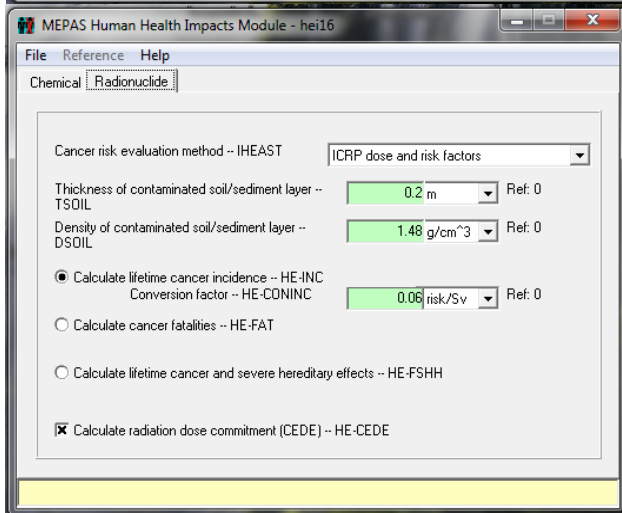 MEPAS Human Health Impacts Module - hei16
File Reference Help
Chemical Radionuclide
Cancer risk evaluation method -- IHEAST ICRP dose and risk factors
Thickness of contaminated soil/sediment layer -- 0.2 m Ref: 0
TSOIL
Density of contaminated soil/sediment layer -- 1.48 g/cm^3 Ref: 0
DSOIL
Calculate lifetime cancer incidence -- HE-INC
Conversion factor -- HE-CONINC 0.06 risk/Sv Ref: 0
Calculate cancer fatalities -- HE-FAT
Calculate lifetime cancer and severe hereditary effects -- HE-FSHH
Calculate radiation dose commitment (CEDE) -- HE-CEDE